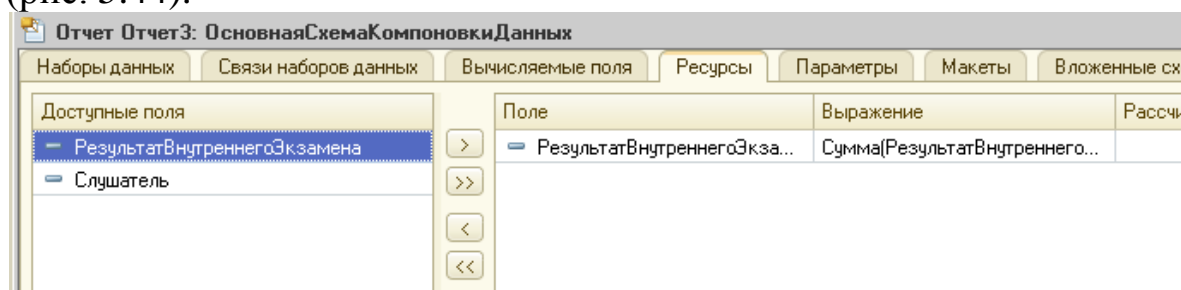 (рис. 3.44).
Отчет Отчет3: ОсновнаяСхемаКомпоновкиДанных
Наборы данных Связи наборов данных Вычисляемые поля Ресурсы Параметры Макеты Вложенные сх
Доступные поля Поле Выражение Рассчи
РезультатВнутреннегоЭкзамена > РезультатВнутреннегоЭкза... Сумма(РезультатВнутреннего...
Слушатель >>
<
<<